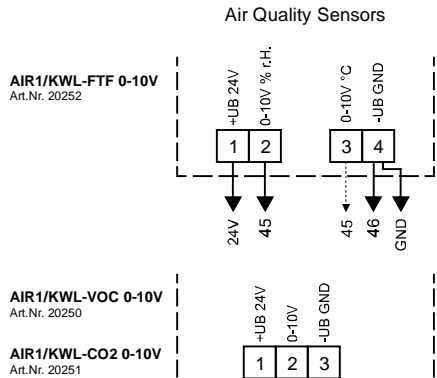 Air Quality Sensors
AIR1/KWL-FTF 0-10V
Art.Nr. 20252
+UB 24V
0-10V % r.H.
0-10V °C
-UB GND
1 2 3 4
24V
45
45
46
GND
AIR1/KWL-VOC 0-10V
Art.Nr. 20250
AIR1/KWL-CO2 0-10V
Art.Nr. 20251
+UB 24V
0-10V
-UB GND
1 2 3